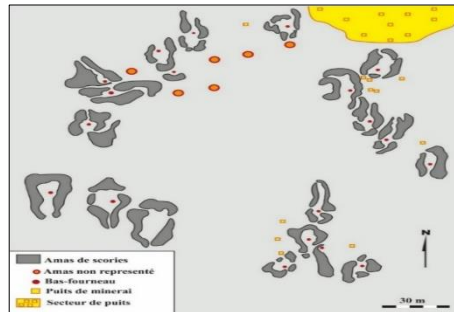 N
30 m
Amas de scories
Amas non representé
Bas-fourneau
Puits de minerai
Secteur de puits